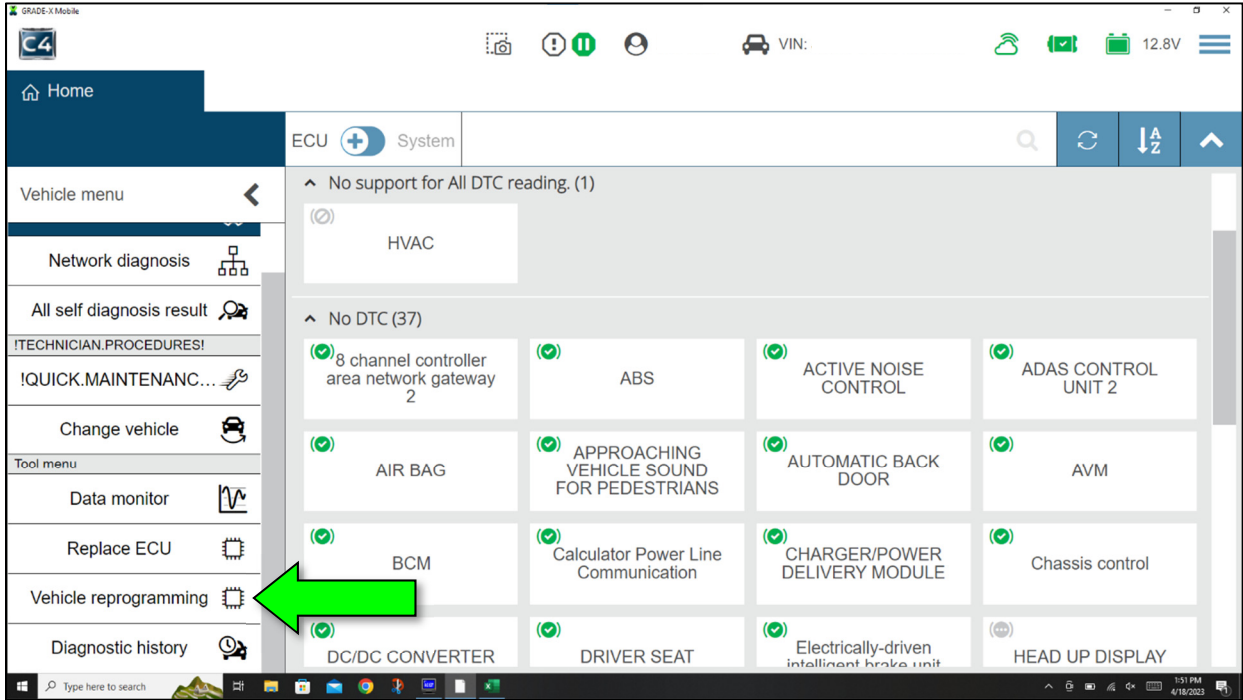 GRADE-X Mobile
C4
VIN:
12.8V
Home
ECU
System
A
Z
Vehicle menu
No support for All DTC reading. (1)
HVAC
Network diagnosis
All self diagnosis result
!TECHNICIAN.PROCEDURES!
!QUICK.MAINTENANC...
Change vehicle
Tool menu
Data monitor
Replace ECU
Vehicle reprogramming
Diagnostic history
No DTC (37)
8 channel controller
area network gateway
2
ABS
ACTIVE NOISE
CONTROL
ADAS CONTROL
UNIT 2
AIR BAG
APPROACHING
VEHICLE SOUND
FOR PEDESTRIANS
AUTOMATIC BACK
DOOR
AVM
BCM
Calculator Power Line
Communication
CHARGER/POWER
DELIVERY MODULE
Chassis control
DC/DC CONVERTER
DRIVER SEAT
Electrically-driven
intelligent brake unit
HEAD UP DISPLAY
Type here to search
1:51 PM
4/18/2023